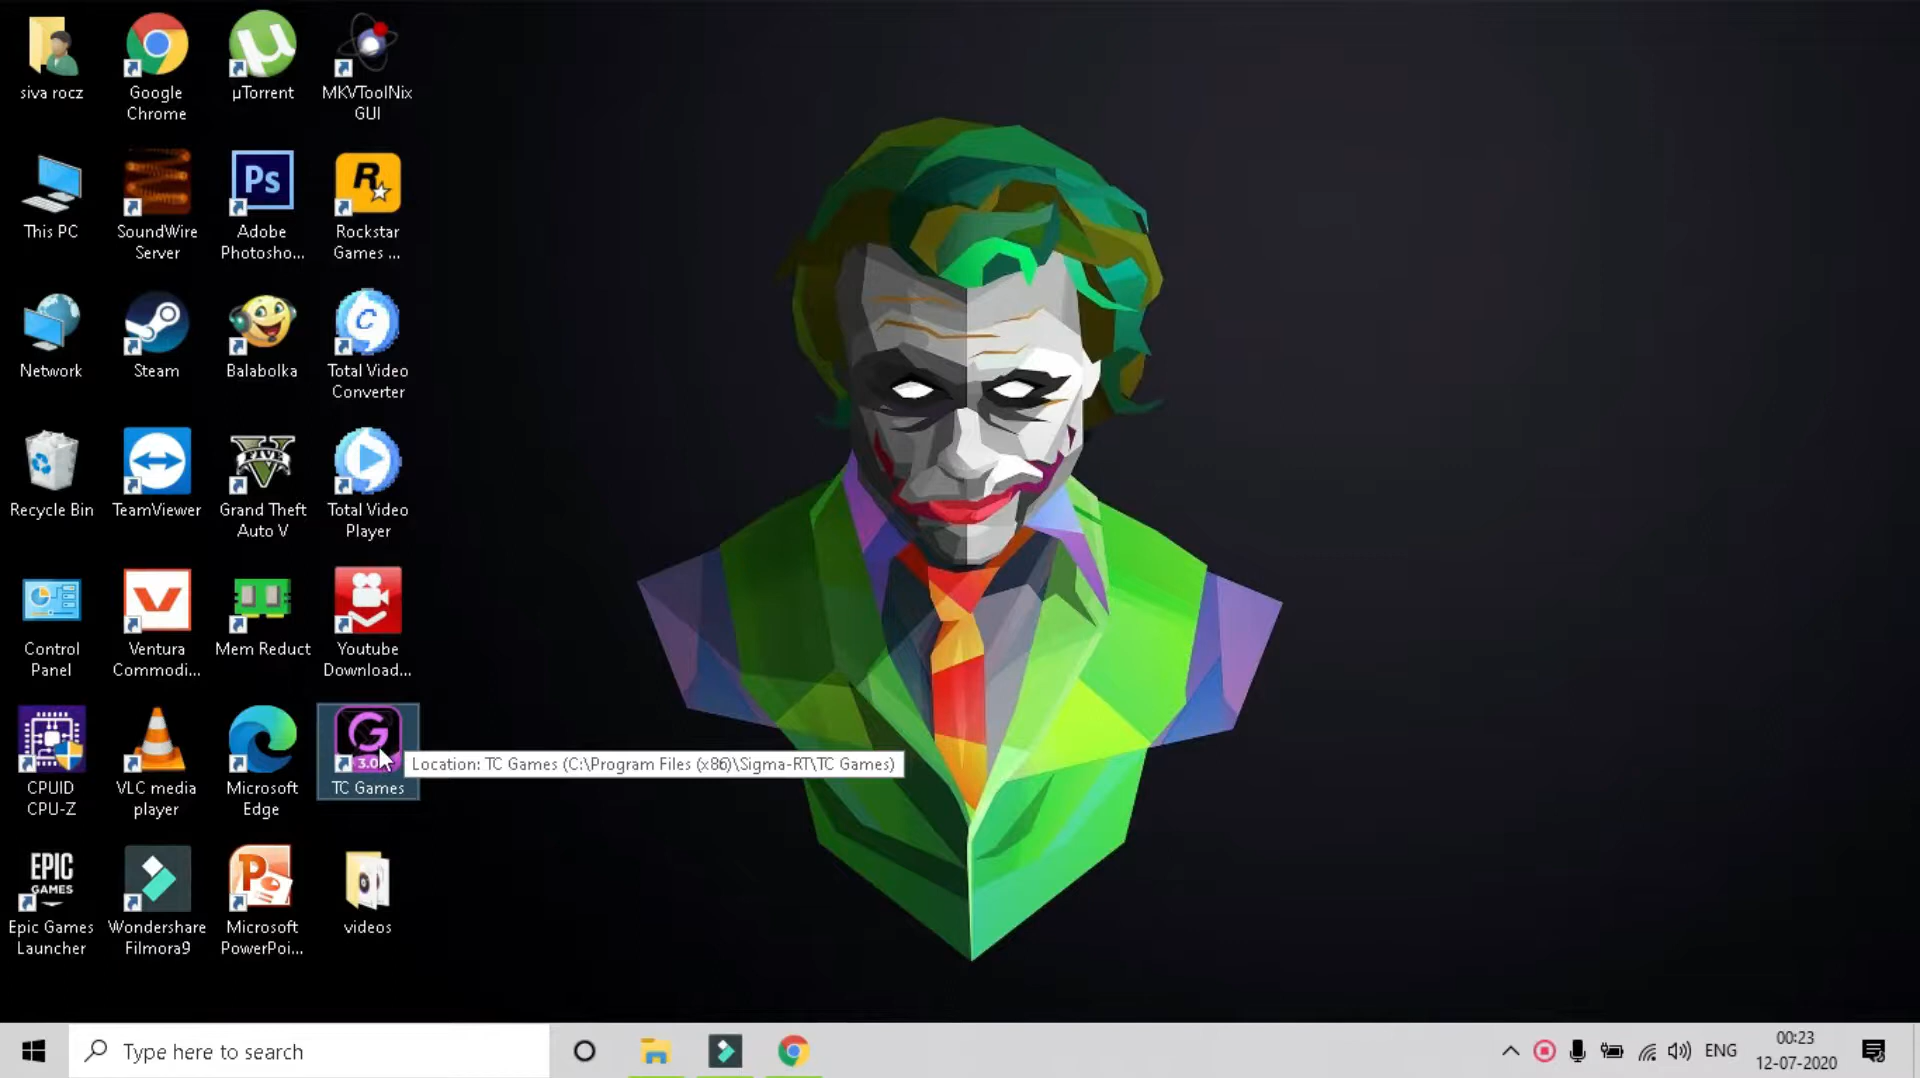 siva rocz
Google
Chrome
µTorrent
MKVToolNix
GUI
This PC
SoundWire
Server
Ps
Adobe
Photosho...
R
Rockstar
Games ...
Network
Steam
Balabolka
C
Total Video
Converter
Recycle Bin
TeamViewer
V
FIVE
Grand Theft
Auto V
Total Video
Player
Control
Panel
Ventura
Commodi...
Mem Reduct
Youtube
Download...
CPUID
CPU-Z
VLC media
player
Microsoft
Edge
G
3.0
TC Games
Location: TC Games (C:\Program Files (x86)\Sigma-RT\TC Games)
EPIC
GAMES
Epic Games
Launcher
Wondershare
Filmora9
P
Microsoft
PowerPoi...
videos
Type here to search
ENG
00:23
12-07-2020